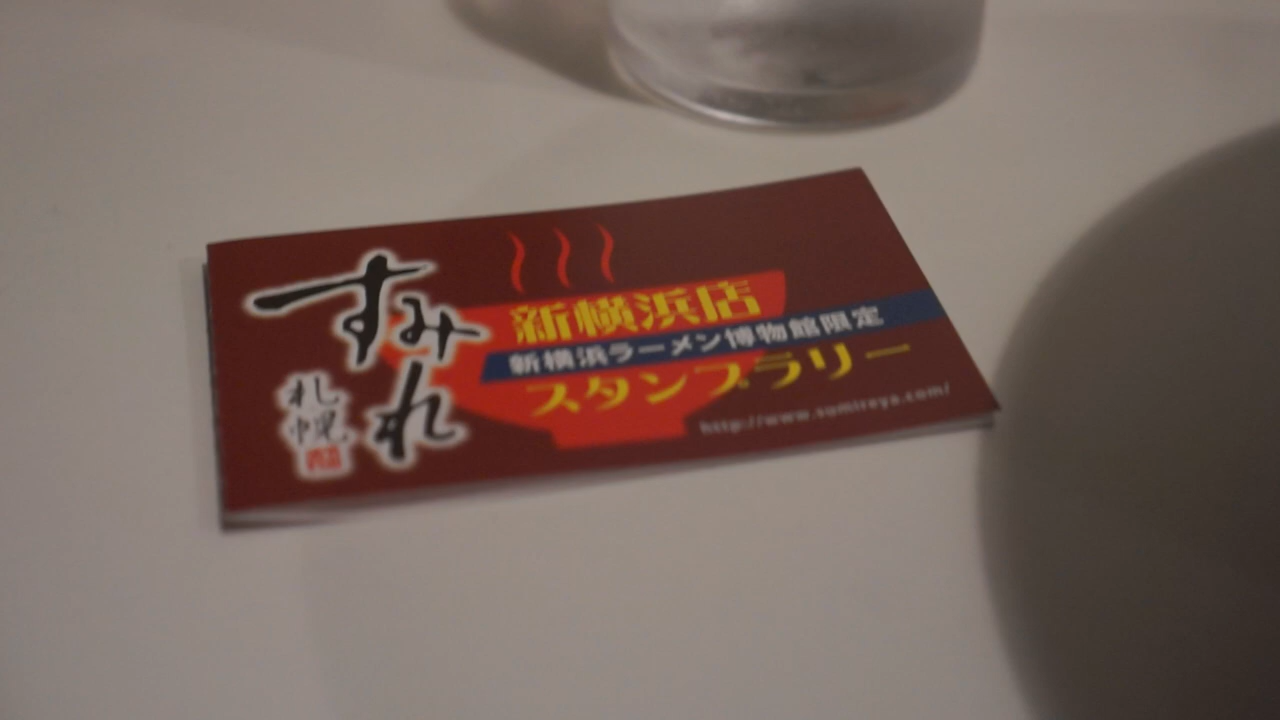 すみれ
札幌
新横浜店
新横浜ラーメン博物館限定
スタンプラリー
http://www.sumireya.com/